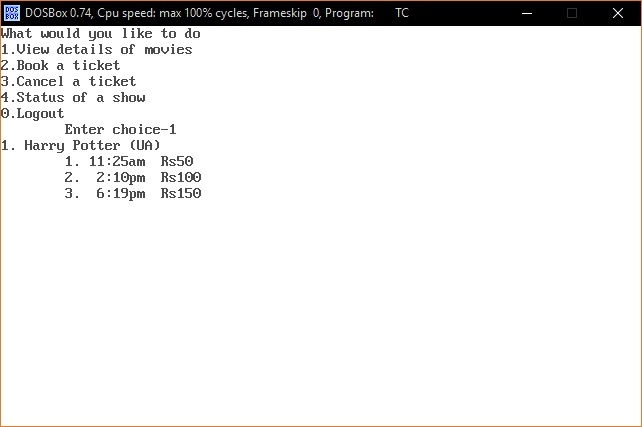 DOS BOX DOSBox 0.74, Cpu speed: max 100% cycles, Frameskip 0, Program: TC
What would you like to do
1.View details of movies
2.Book a ticket
3.Cancel a ticket
4.Status of a show
0.Logout
Enter choice-1
1. Harry Potter (UA)
1. 11:25am Rs50
2. 2:10pm Rs100
3. 6:19pm Rs150